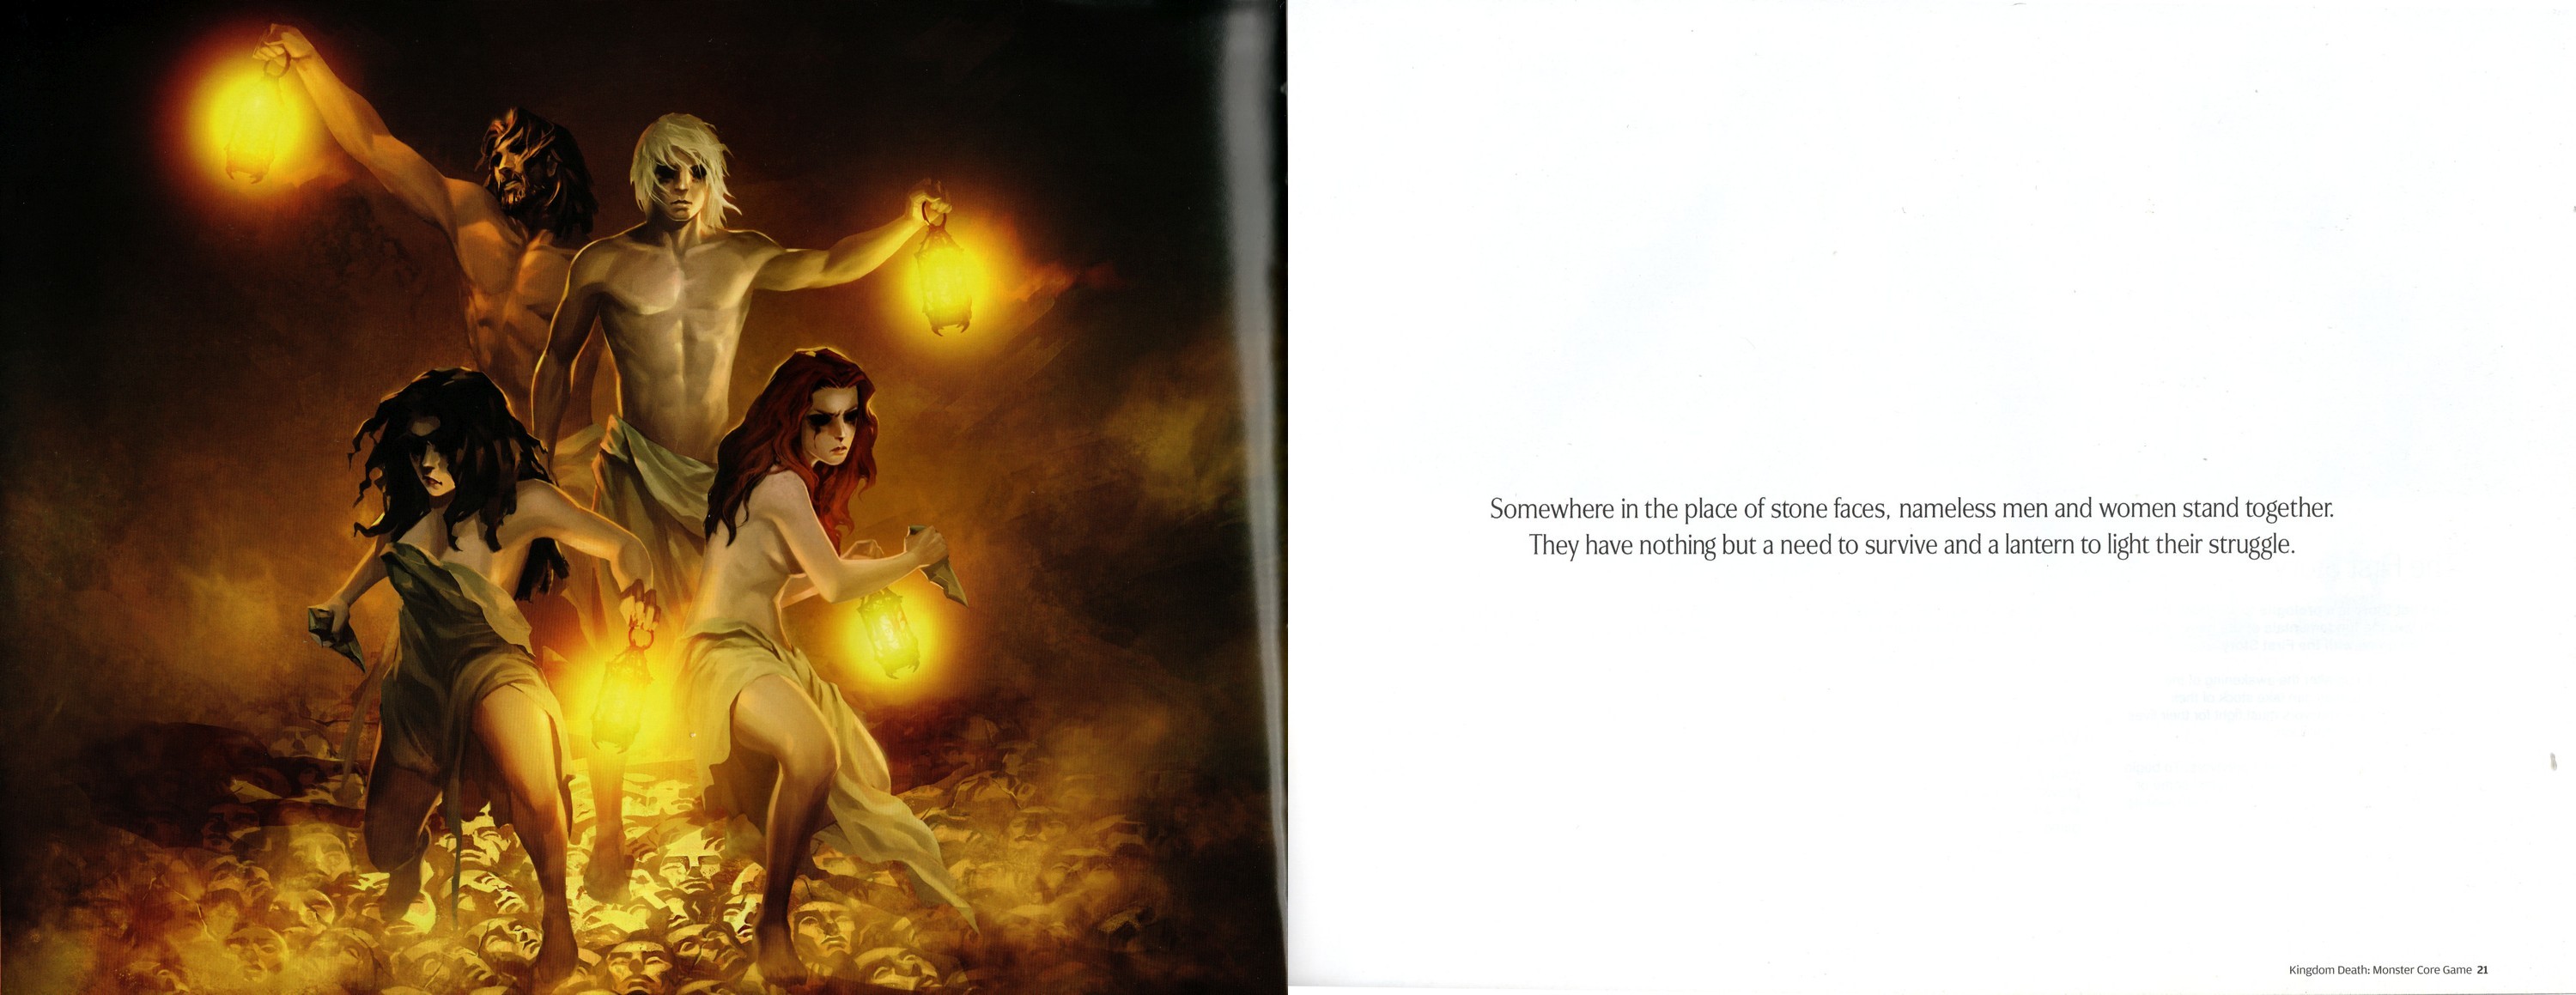 Somewhere in the place of stone faces, nameless men and women stand together.
They have nothing but a need to survive and a lantern to light their struggle.
Kingdom Death: Monster Core Game 21